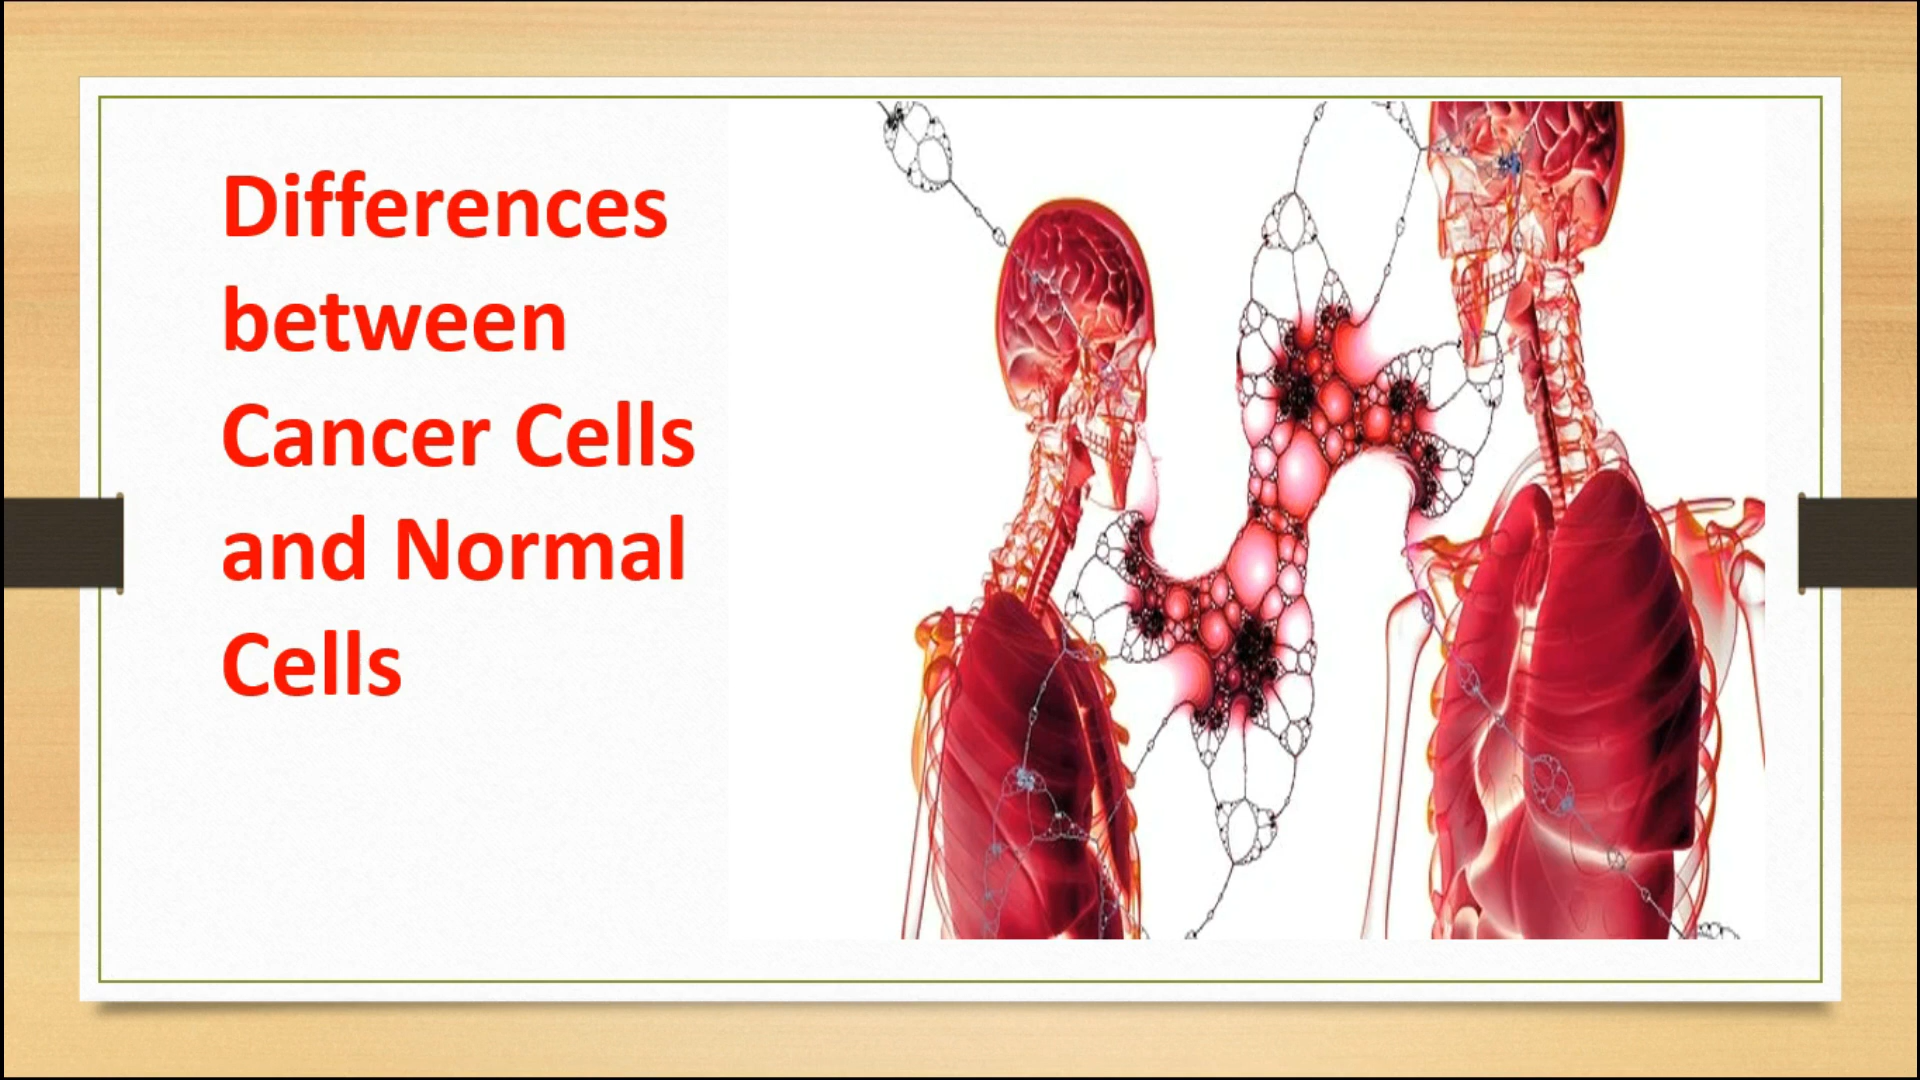 Differences
between
Cancer Cells
and Normal
Cells